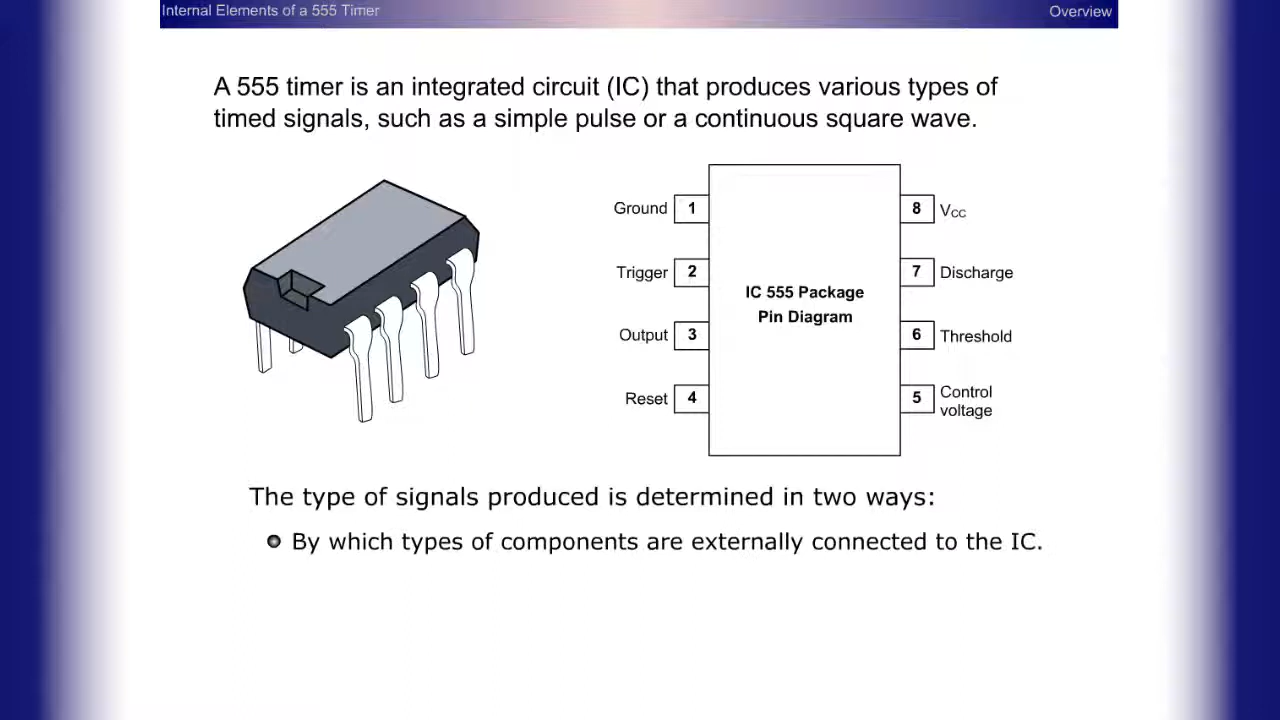 Internal Elements of a 555 Timer
Overview
A 555 timer is an integrated circuit (IC) that produces various types of
timed signals, such as a simple pulse or a continuous square wave.
Ground 1
8 VCC
Trigger 2
7 Discharge
IC 555 Package
Pin Diagram
Output 3
6 Threshold
Reset 4
5 Control
voltage
The type of signals produced is determined in two ways:
By which types of components are externally connected to the IC.